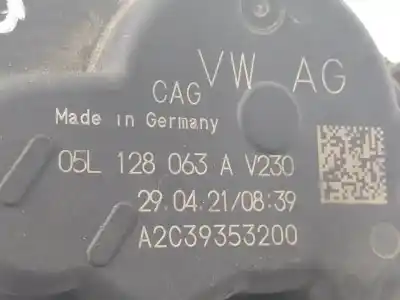 VW AG
CAG
Made in Germany
05L 128 063 A V230
29.04.21/08:39
A2C39353200